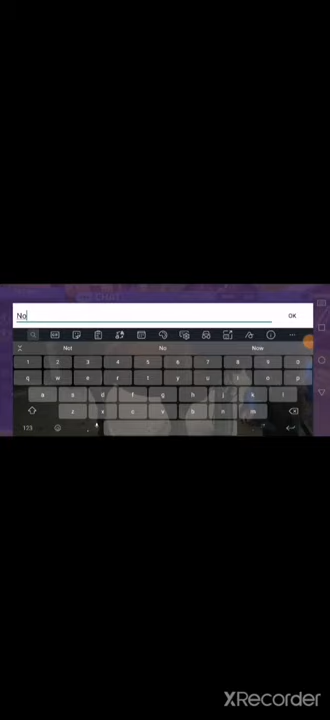 No
OK
Not No Now
1 2 3 4 5 6 7 8 9 0
q w e r t y u i o p
a s d f g h j k l
z x c v b n m
123 ,
XRecorder